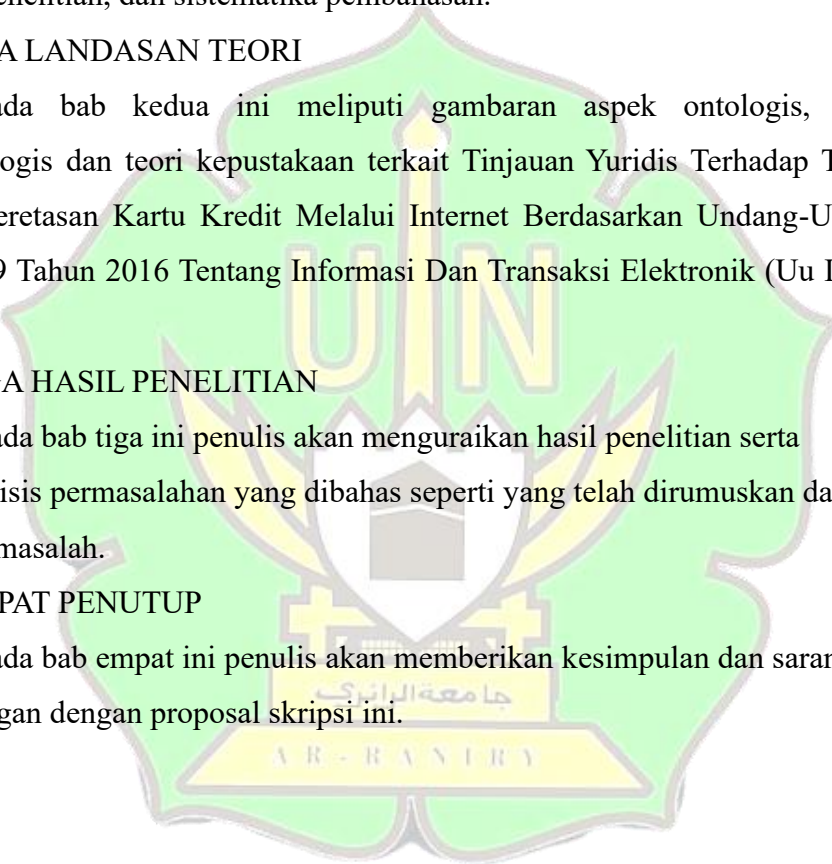 enelitian, dan sistematika pembahasan.
A LANDASAN TEORI
ada bab kedua ini meliputi gambaran aspek ontologis,
ogis dan teori kepustakaan terkait Tinjauan Yuridis Terhadap T
eretasan Kartu Kredit Melalui Internet Berdasarkan Undang-U
9 Tahun 2016 Tentang Informasi Dan Transaksi Elektronik (Uu I
UIN
GA HASIL PENELITIAN
ada bab tiga ini penulis akan menguraikan hasil penelitian serta
isis permasalahan yang dibahas seperti yang telah dirumuskan da
masalah.
PAT PENUTUP
ada bab empat ini penulis akan memberikan kesimpulan dan saran
جامعة الرانري
gan dengan proposal skripsi ini.
AR-RANIRY